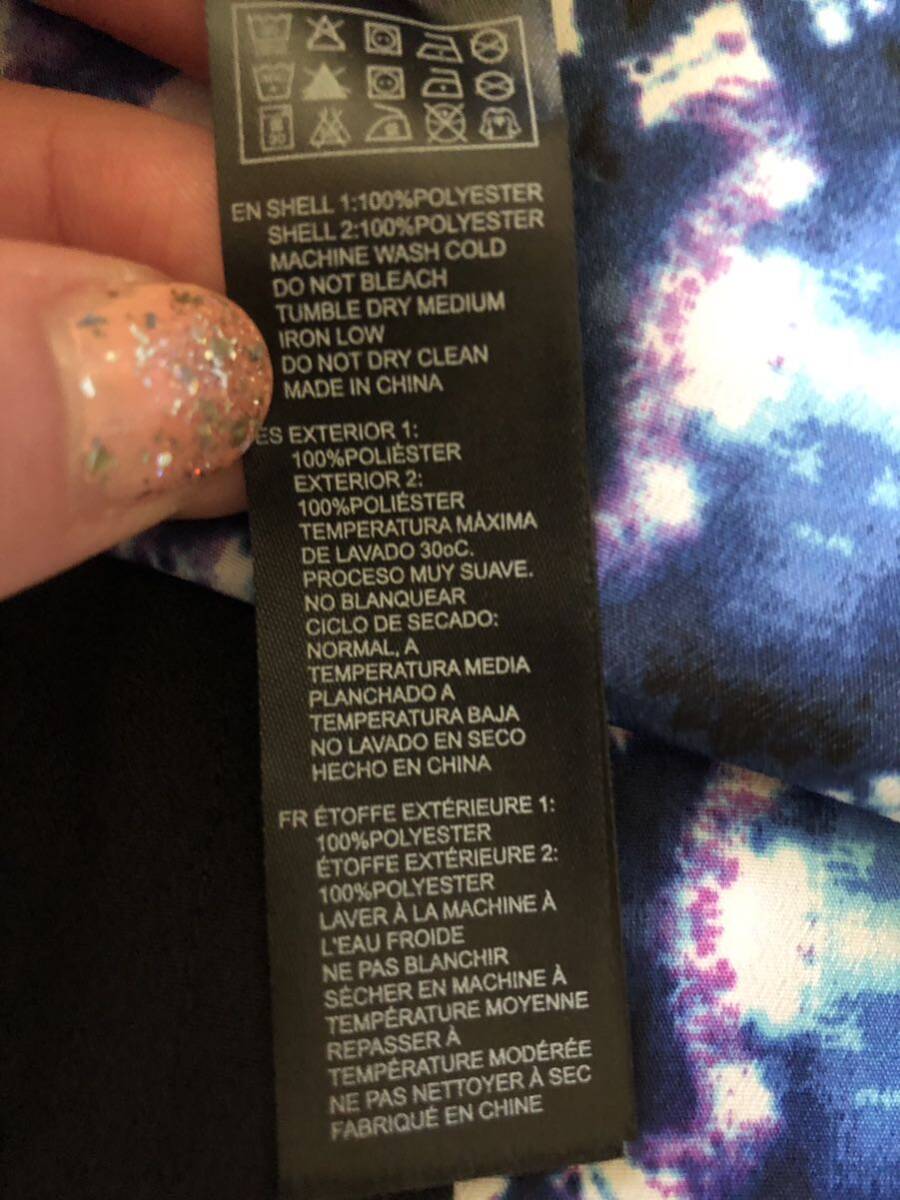 EN SHELL 1:100%POLYESTER
SHELL 2:100%POLYESTER
MACHINE WASH COLD
DO NOT BLEACH
TUMBLE DRY MEDIUM
IRON LOW
DO NOT DRY CLEAN
MADE IN CHINA
ES EXTERIOR 1:
100%POLIÉSTER
EXTERIOR 2:
100%POLIÉSTER
TEMPERATURA MÁXIMA
DE LAVADO 30oC.
PROCESO MUY SUAVE.
NO BLANQUEAR
CICLO DE SECADO:
NORMAL, A
TEMPERATURA MEDIA
PLANCHADO A
TEMPERATURA BAJA
NO LAVADO EN SECO
HECHO EN CHINA
FR ÉTOFFE EXTÉRIEURE 1:
100%POLYESTER
ÉTOFFE EXTÉRIEURE 2:
100%POLYESTER
LAVER À LA MACHINE À
L'EAU FROIDE
NE PAS BLANCHIR
SÉCHER EN MACHINE À
TEMPÉRATURE MOYENNE
REPASSER À
TEMPÉRATURE MODÉRÉE
NE PAS NETTOYER À SEC
FABRIQUÉ EN CHINE